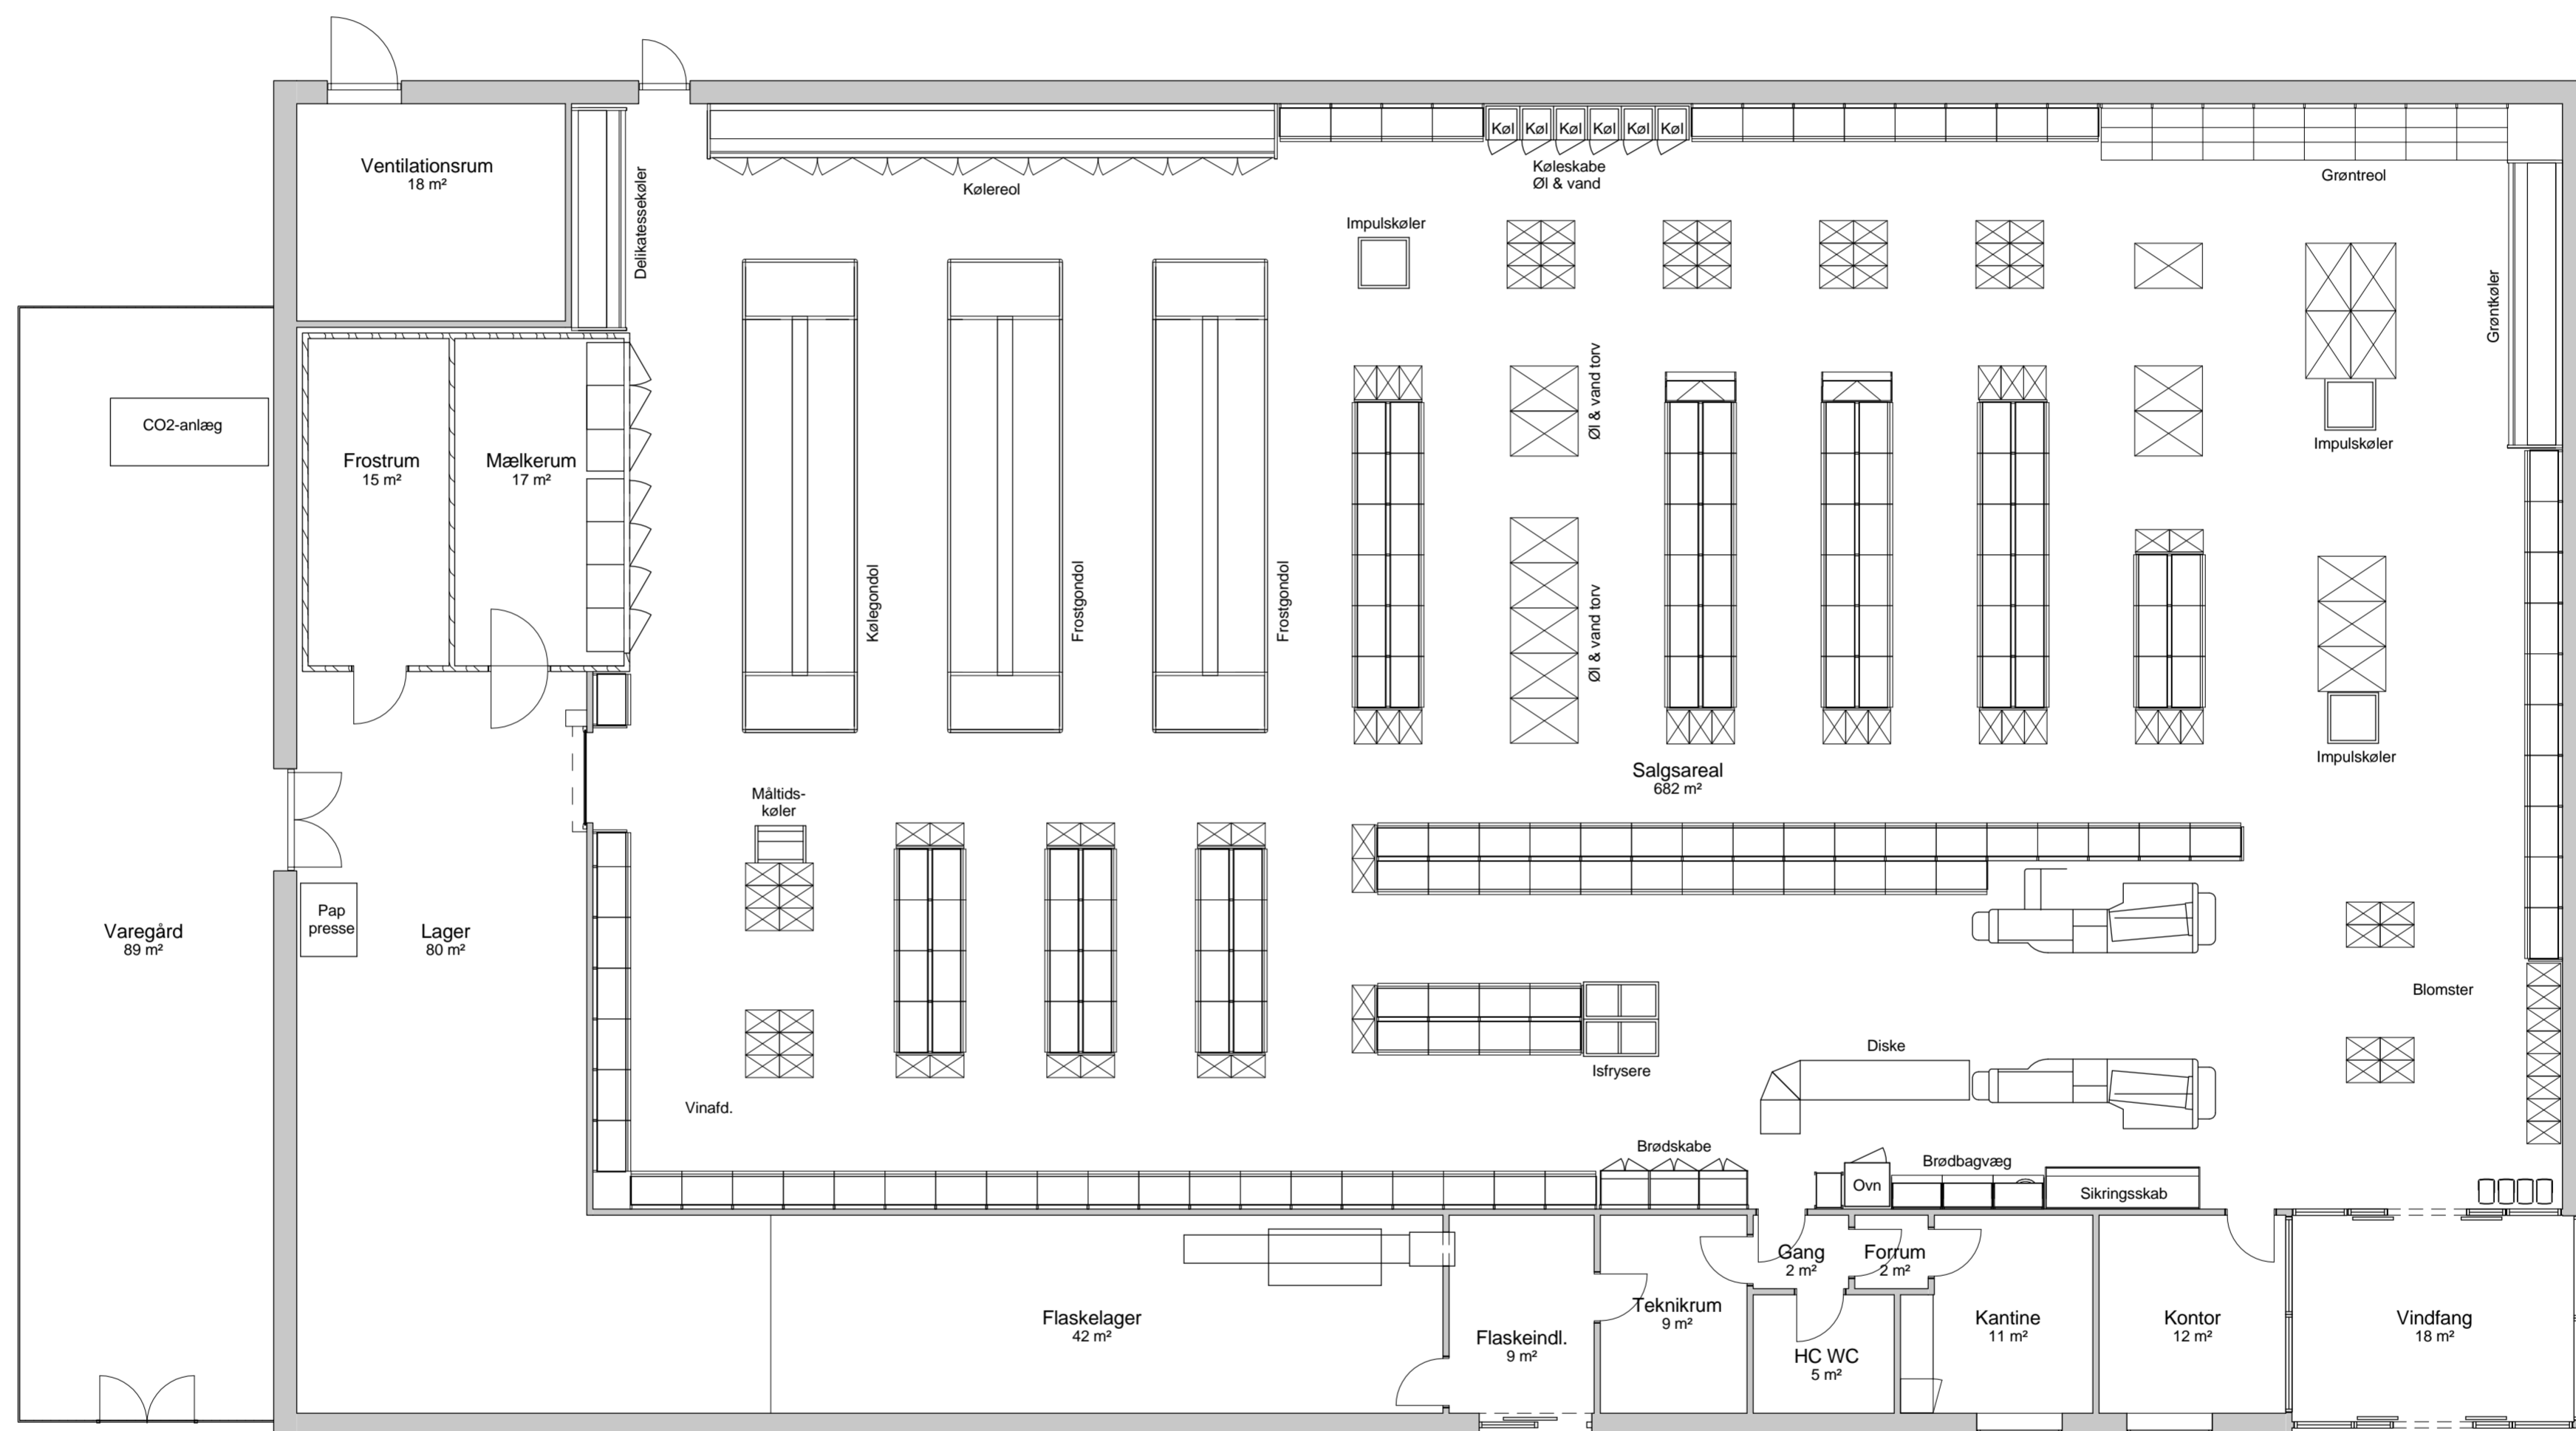 Ventilationsrum
18 m²
Delikatessekøler
Kølereol
Køl
Køl
Køl
Køl
Køl
Køl
Køleskabe
Øl & vand
Grøntreol
Impulskøler
Grøntkøler
CO2-anlæg
Frostrum
15 m²
Mælkerum
17 m²
Øl & vand torv
Impulskøler
Kølegondol
Frostgondol
Frostgondol
Øl & vand torv
Impulskøler
Salgsareal
682 m²
Måltids-
køler
Varegård
89 m²
Pap
presse
Lager
80 m²
Blomster
Diske
Isfrysere
Vinafd.
Brødskabe
Ovn
Brødbagvæg
Sikringsskab
Gang
2 m²
Forrum
2 m²
Flaskelager
42 m²
Flaskeindl.
9 m²
Teknikrum
9 m²
HC WC
5 m²
Kantine
11 m²
Kontor
12 m²
Vindfang
18 m²